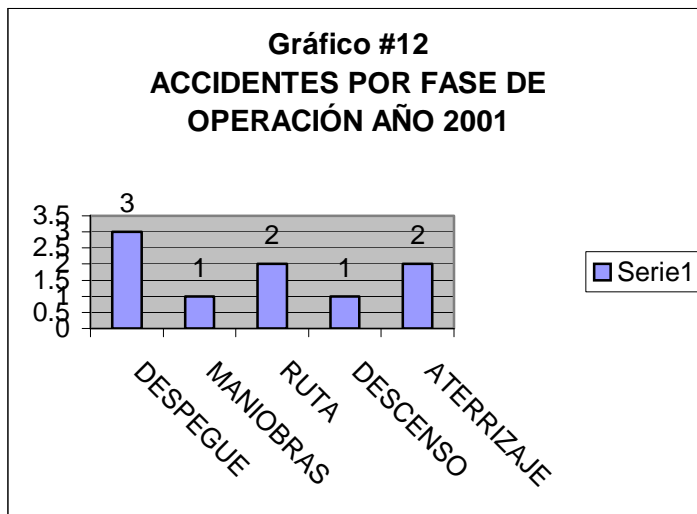 Gráfico #12
ACCIDENTES POR FASE DE
OPERACIÓN AÑO 2001
3
1
2
1
2
3.5
3
2.5
2
1.5
1
0.5
0
DESPEGUE
MANIOBRAS
RUTA
DESCENSO
ATERRIZAJE
Serie1